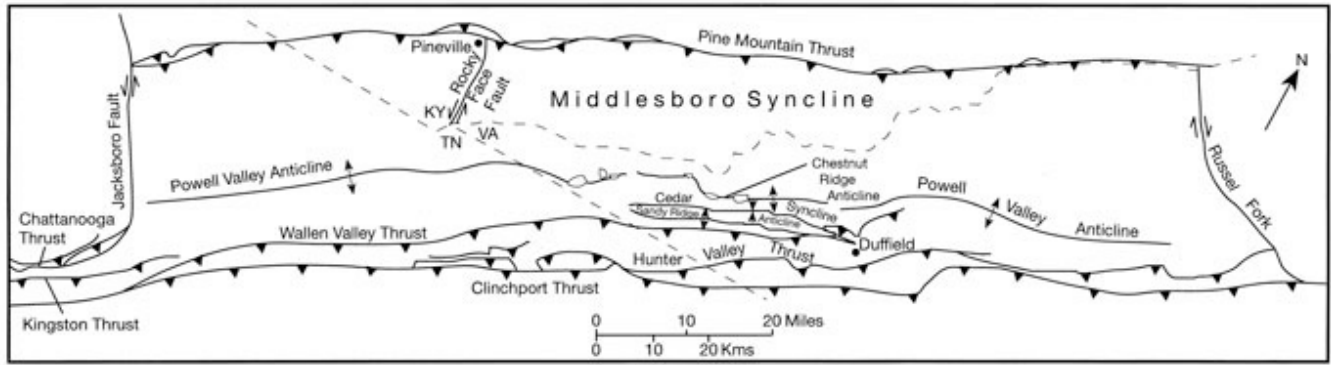 Pine Mountain Thrust
Pineville
N
Rocky
Face
Fault
Middlesboro Syncline
KY
TN
VA
Jacksboro Fault
Russel
Fork
Powell Valley Anticline
Chestnut
Ridge
Anticline
Cedar
Syncline
Sandy Ridge
Anticline
Powell
Valley
Anticline
Chattanooga
Thrust
Wallen Valley Thrust
Duffield
Hunter Valley Thrust
Clinchport Thrust
Kingston Thrust
0 10 20 Miles
0 10 20 Kms